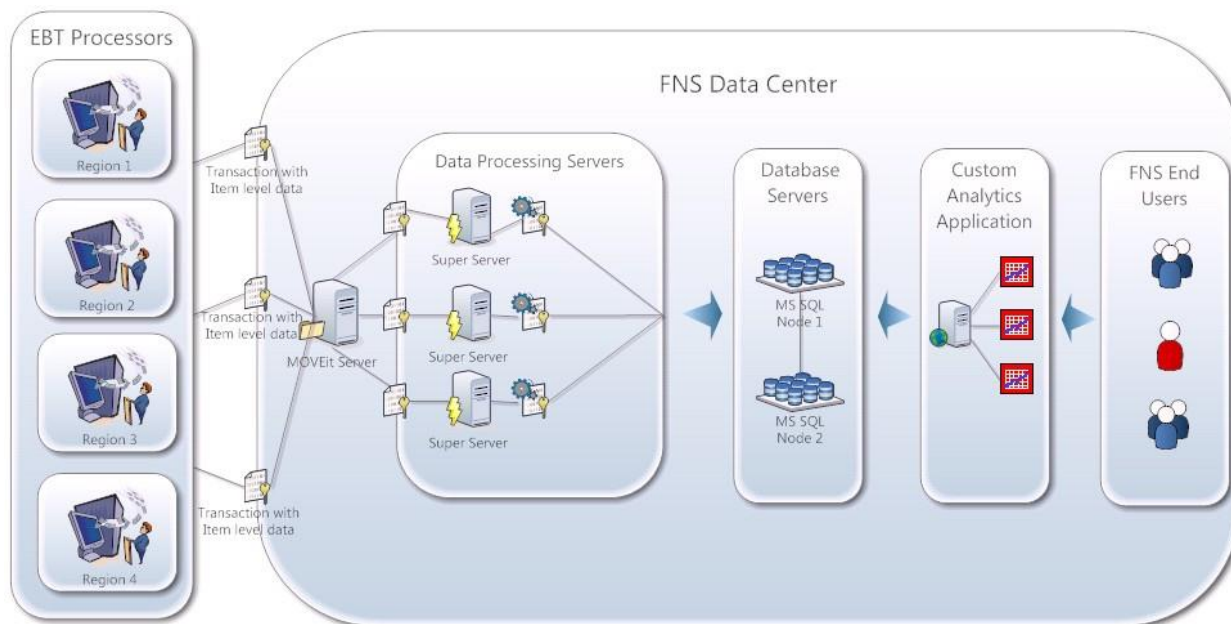 EBT Processors
Region 1
Region 2
Region 3
Region 4
Transaction with
Item level data
Transaction with
Item level data
Transaction with
Item level data
FNS Data Center
MOVEit Server
Data Processing Servers
Super Server
Super Server
Super Server
Database
Servers
MS SQL
Node 1
MS SQL
Node 2
Custom
Analytics
Application
FNS End
Users